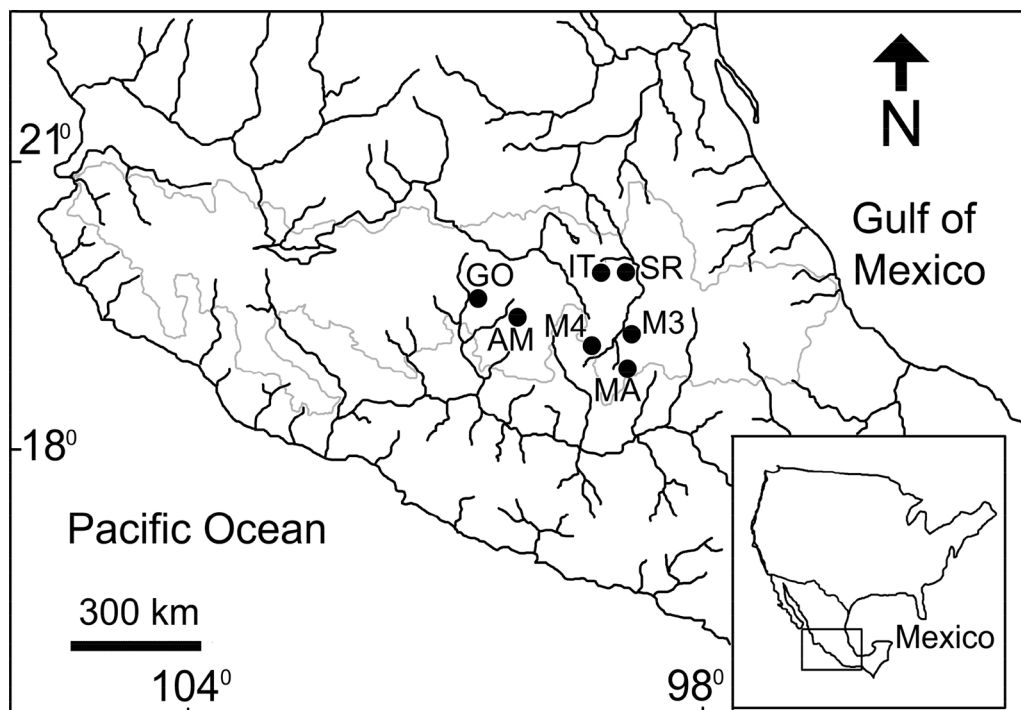 21⁰
N
Gulf of
Mexico
IT
SR
GO
AM
M4
M3
MA
18⁰
Pacific Ocean
300 km
Mexico
104⁰
98⁰